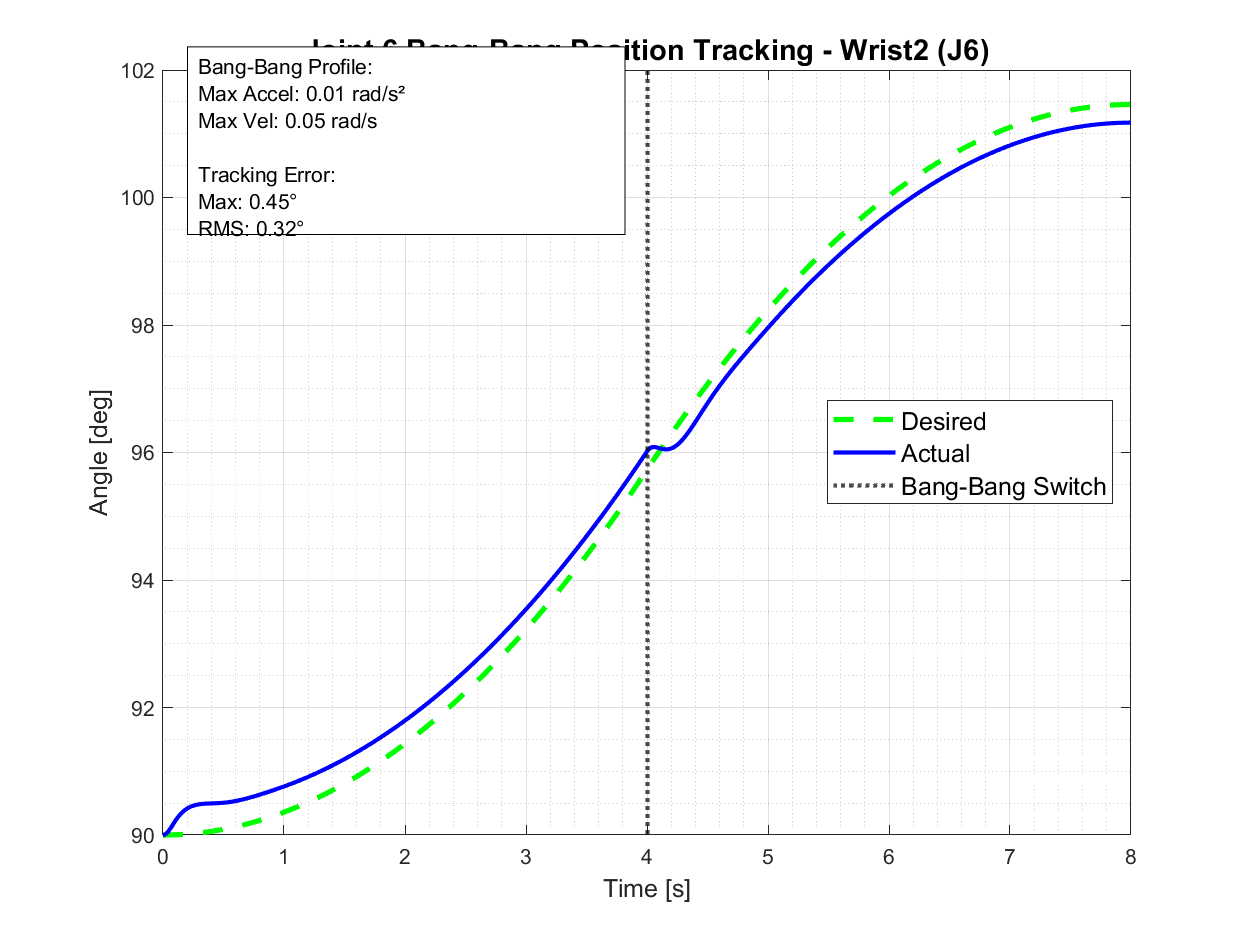 Joint 6 Bang-Bang Position Tracking - Wrist2 (J6)
Bang-Bang Profile:
Max Accel: 0.01 rad/s²
Max Vel: 0.05 rad/s
Tracking Error:
Max: 0.45°
RMS: 0.32°
102
100
98
96
94
92
90
Angle [deg]
Desired
Actual
Bang-Bang Switch
0 1 2 3 4 5 6 7 8
Time [s]